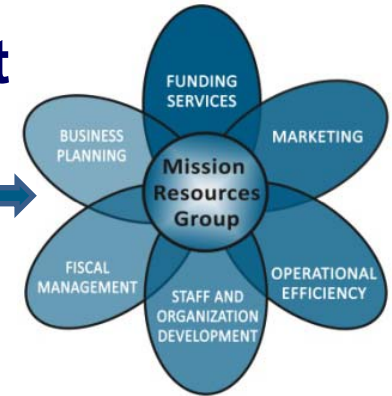 t
FUNDING
SERVICES
BUSINESS
PLANNING
MARKETING
Mission
Resources
Group
FISCAL
MANAGEMENT
OPERATIONAL
EFFICIENCY
STAFF AND
ORGANIZATION
DEVELOPMENT